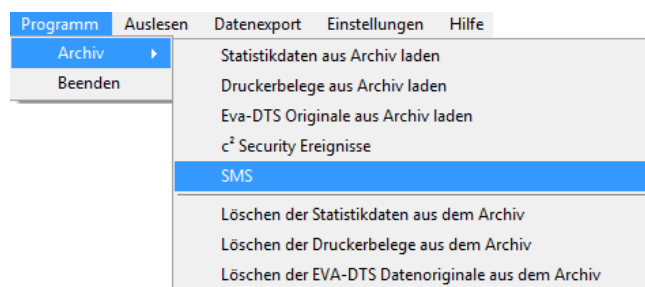 Programm Auslesen Datenexport Einstellungen Hilfe
Archiv
Beenden
Statistikdaten aus Archiv laden
Druckerbelege aus Archiv laden
Eva-DTS Originale aus Archiv laden
c² Security Ereignisse
SMS
Löschen der Statistikdaten aus dem Archiv
Löschen der Druckerbelege aus dem Archiv
Löschen der EVA-DTS Datenoriginale aus dem Archiv